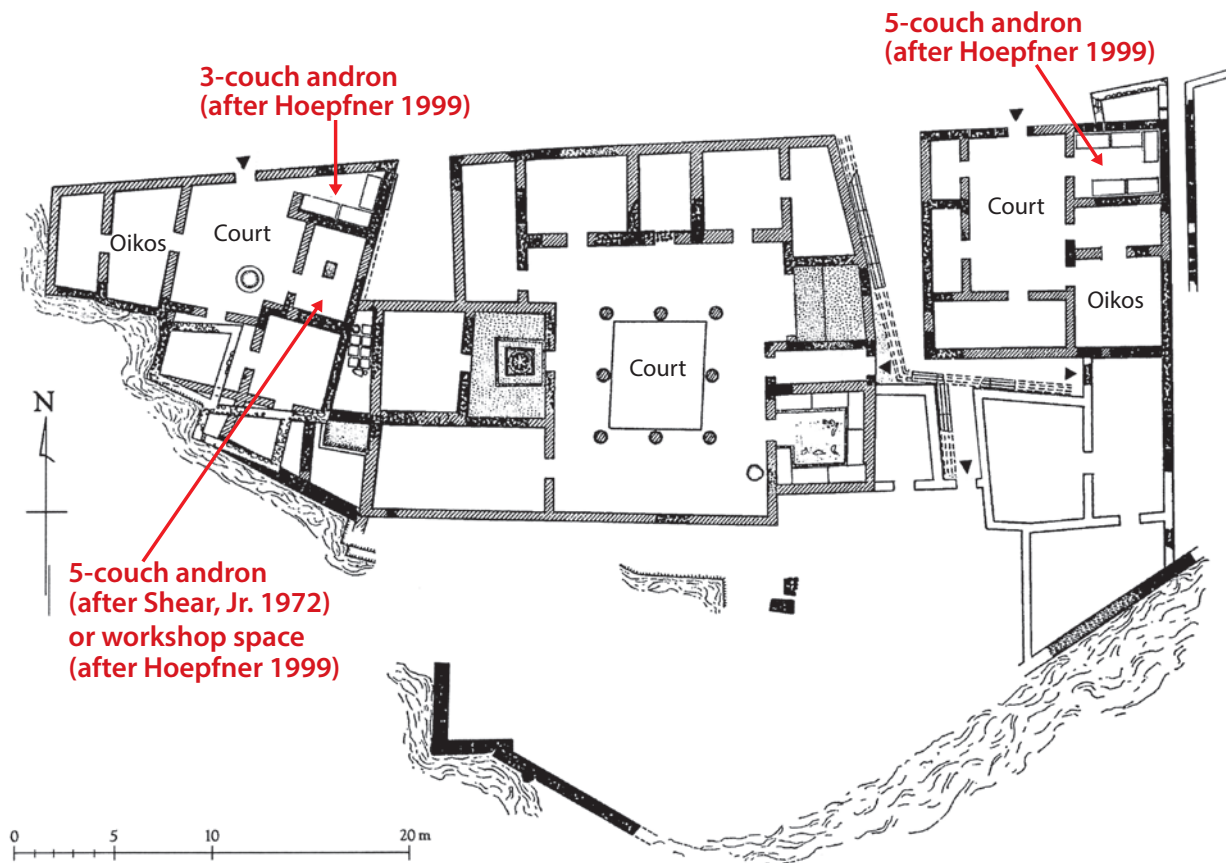 5-couch andron
(after Hoepfner 1999)
3-couch andron
(after Hoepfner 1999)
Oikos
Court
Court
Oikos
Court
N
5-couch andron
(after Shear, Jr. 1972)
or workshop space
(after Hoepfner 1999)
0 5 10 20 m